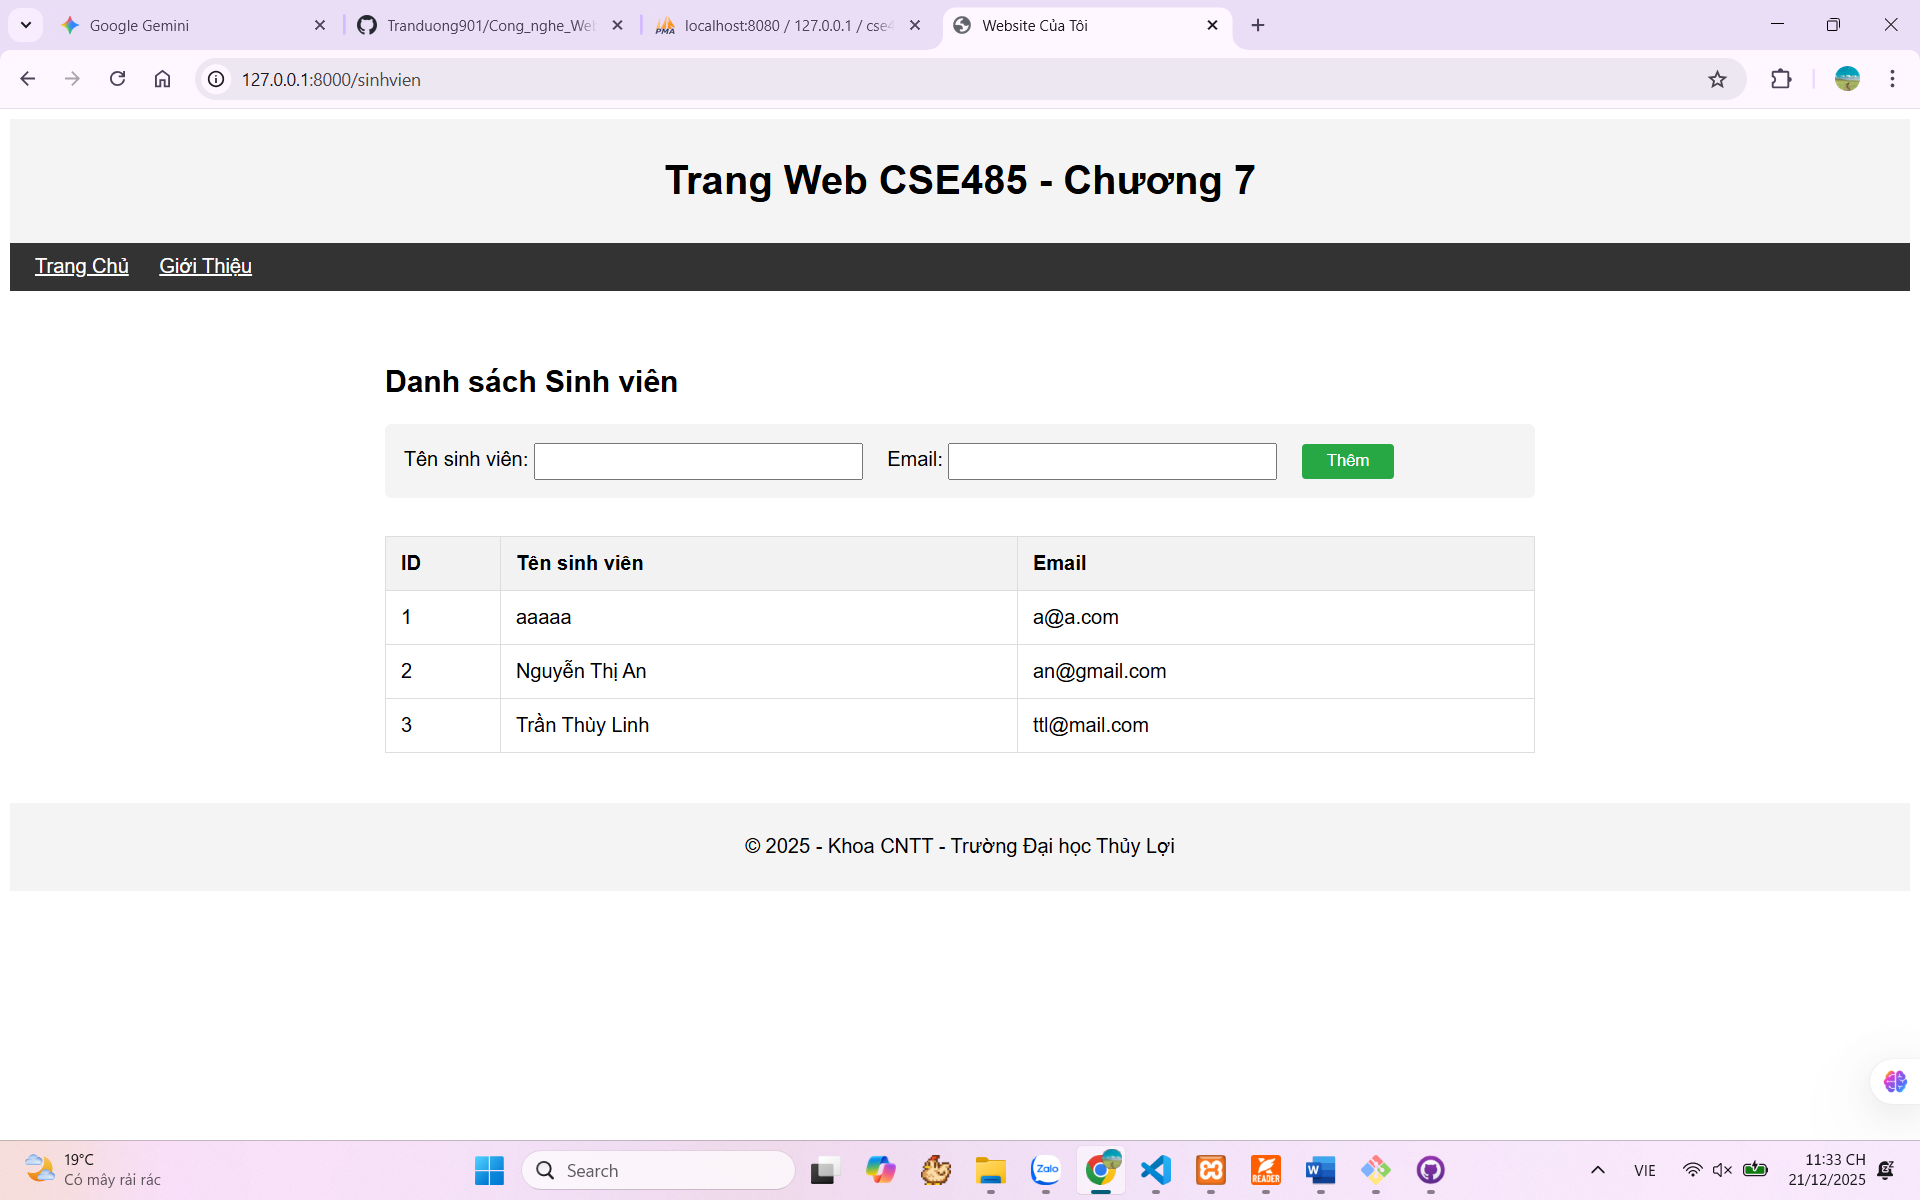 Google Gemini
Tranduong901/Cong_nghe_Web
localhost:8080 / 127.0.0.1 / cse4
Website Của Tôi
127.0.0.1:8000/sinhvien
Trang Web CSE485 - Chương 7
Trang Chủ Giới Thiệu
Danh sách Sinh viên
Tên sinh viên: Email: Thêm
ID Tên sinh viên Email
1 aaaaa a@a.com
2 Nguyễn Thị An an@gmail.com
3 Trần Thùy Linh ttl@mail.com
© 2025 - Khoa CNTT - Trường Đại học Thủy Lợi
19°C
Có mây rải rác
Search
Zalo
READER
VIE
11:33 CH
21/12/2025